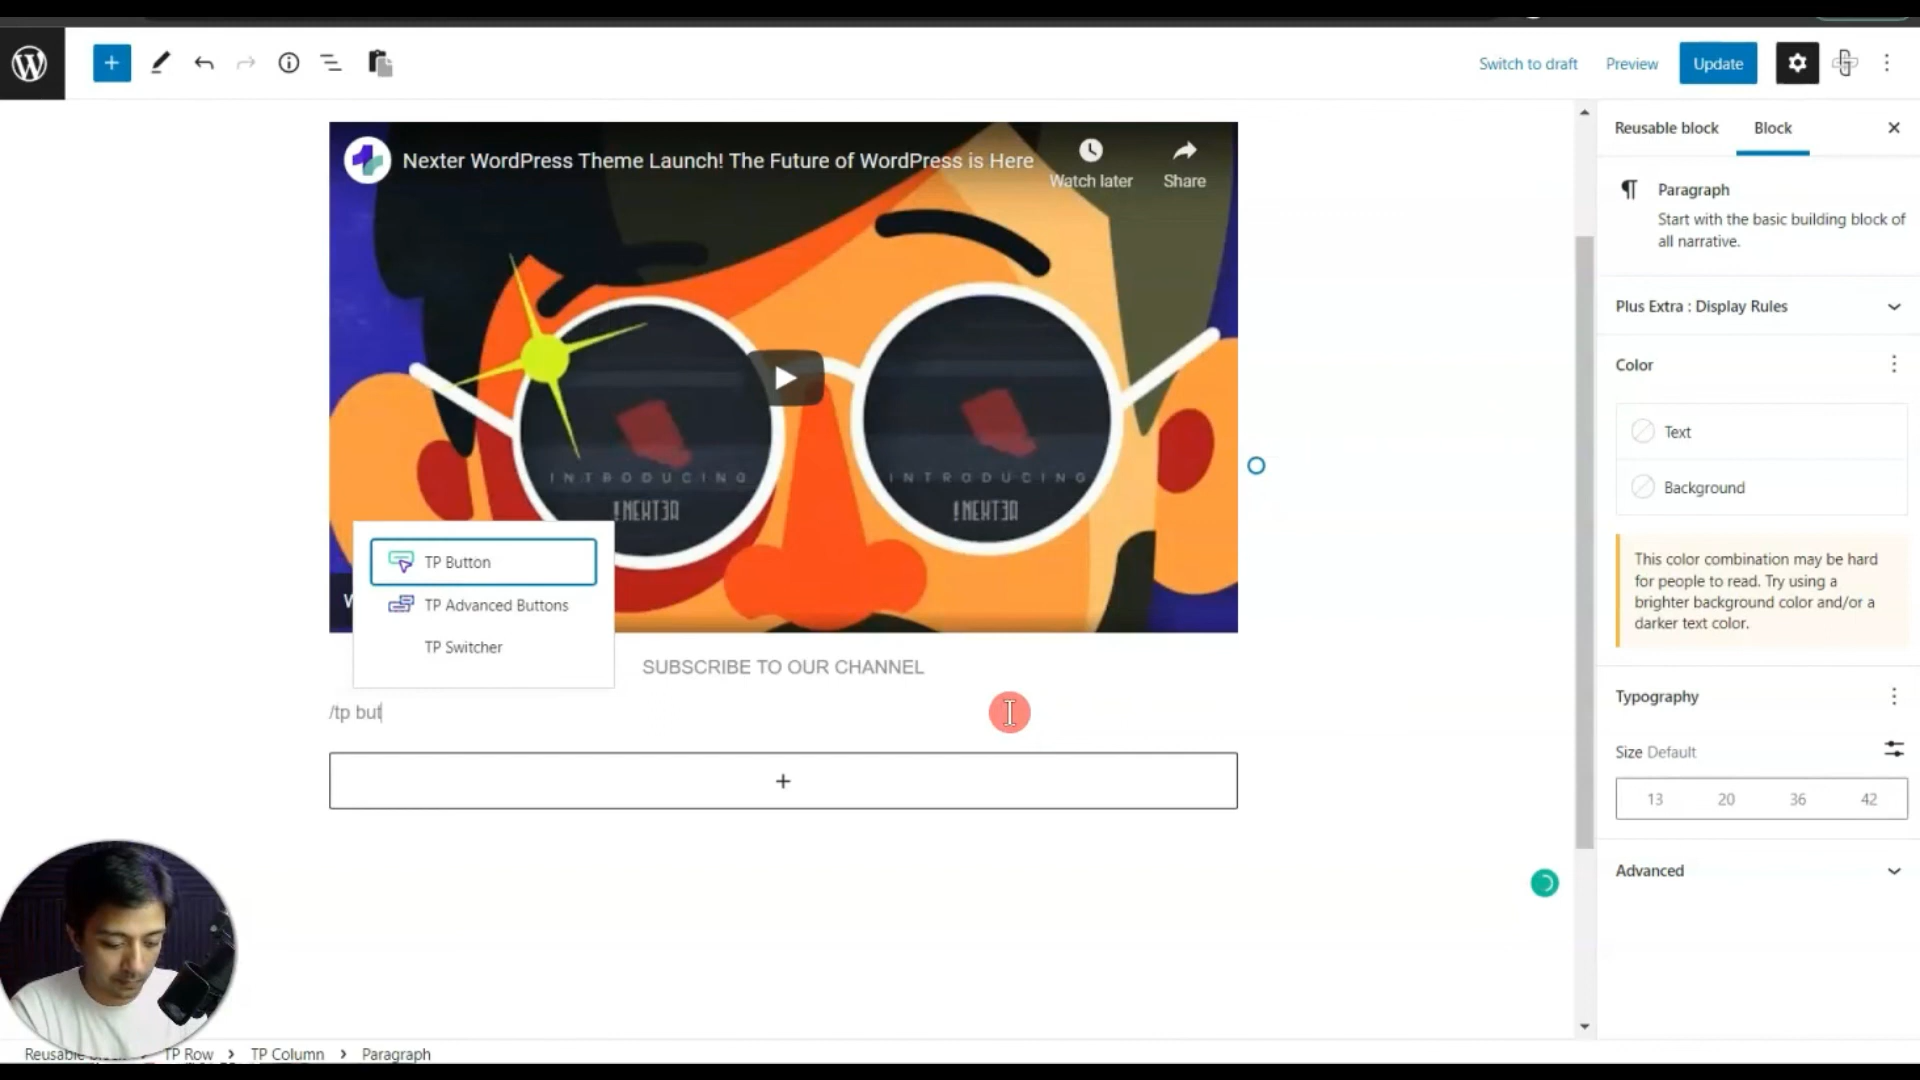 Switch to draft
Preview
Update
Nexter WordPress Theme Launch! The Future of WordPress is Here
Watch later
Share
INTRODUCING
INTRODUCING
TP Button
TP Advanced Buttons
TP Switcher
SUBSCRIBE TO OUR CHANNEL
/tp but
+
Reusable block
Block
Paragraph
Start with the basic building block of
all narrative.
Plus Extra : Display Rules
Color
Text
Background
This color combination may be hard
for people to read. Try using a
brighter background color and/or a
darker text color.
Typography
Size Default
13 20 36 42
Advanced
TP Row > TP Column > Paragraph